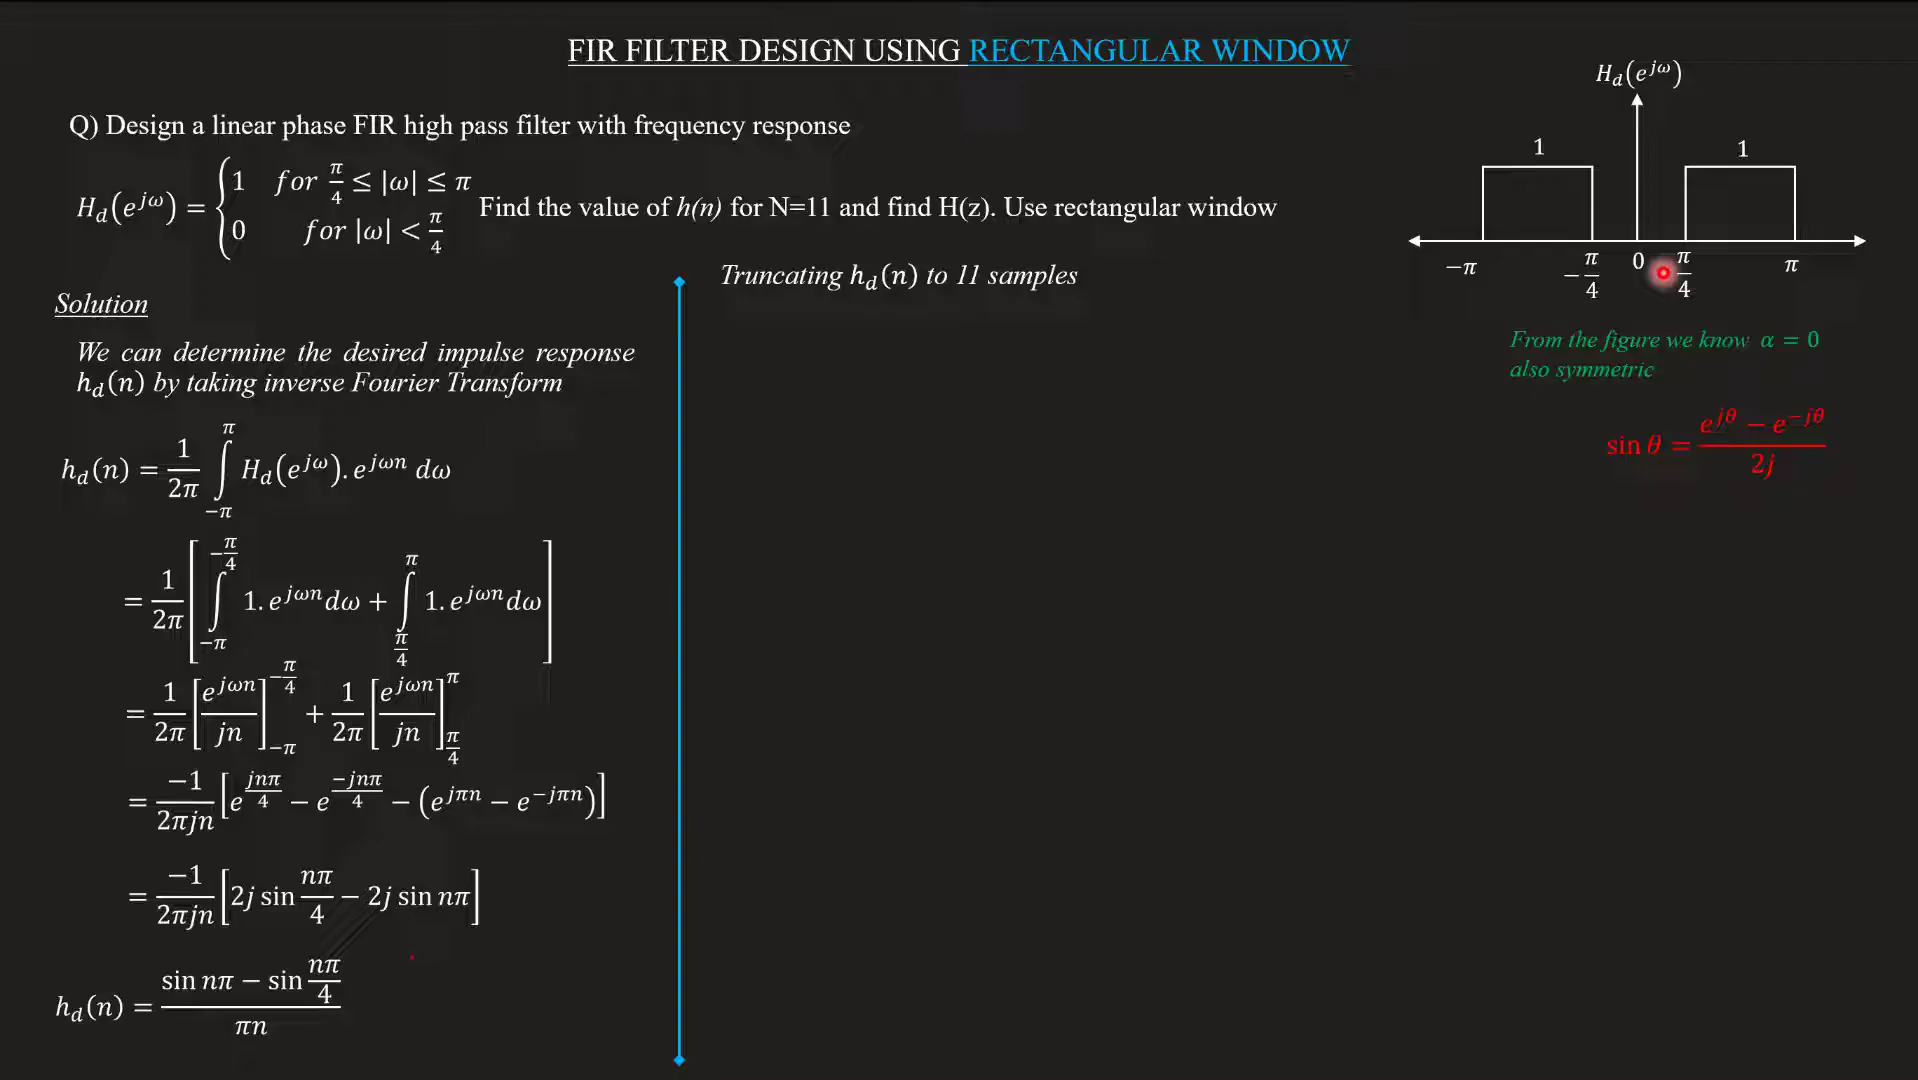 FIR FILTER DESIGN USING RECTANGULAR WINDOW
Q) Design a linear phase FIR high pass filter with frequency response
H_d(e^{jω}) = { 1 for π/4 ≤ |ω| ≤ π
0 for |ω| < π/4
Find the value of h(n) for N=11 and find H(z). Use rectangular window
H_d(e^{jω})
1 1
−π −π/4 0 π/4 π
From the figure we know α = 0
also symmetric
sin θ = (e^{jθ} − e^{−jθ})/2j
Solution
We can determine the desired impulse response
h_d(n) by taking inverse Fourier Transform
h_d(n) = 1/2π ∫_{−π}^{π} H_d(e^{jω}). e^{jωn} dω
= 1/2π [∫_{−π}^{−π/4} 1. e^{jωn} dω + ∫_{π/4}^{π} 1. e^{jωn} dω]
= 1/2π [e^{jωn}/jn]_{−π}^{−π/4} + 1/2π [e^{jωn}/jn]_{π/4}^{π}
= −1/2πjn [e^{jnπ/4} − e^{−jnπ/4} − (e^{jπn} − e^{−jπn})]
= −1/2πjn [2j sin nπ/4 − 2j sin nπ]
h_d(n) = (sin nπ − sin nπ/4)/πn
Truncating h_d(n) to 11 samples